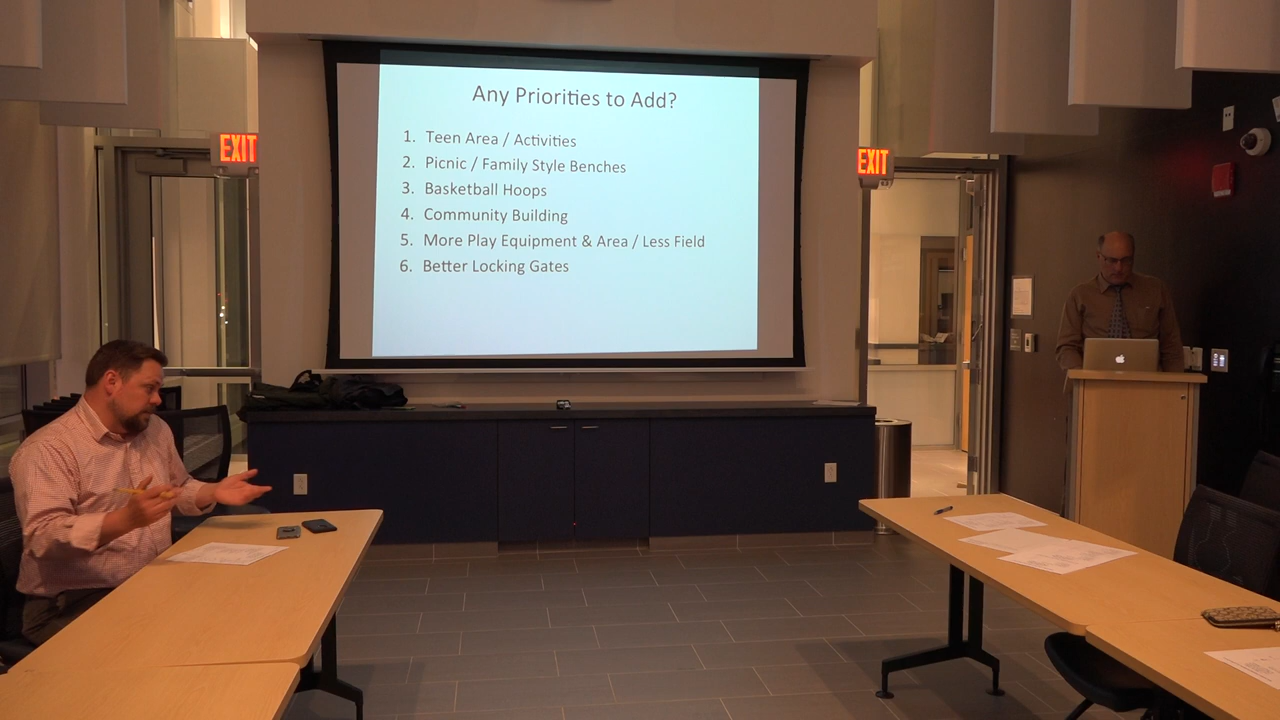 Any Priorities to Add?
1. Teen Area / Activities
2. Picnic / Family Style Benches
3. Basketball Hoops
4. Community Building
5. More Play Equipment & Area / Less Field
6. Better Locking Gates
EXIT
EXIT